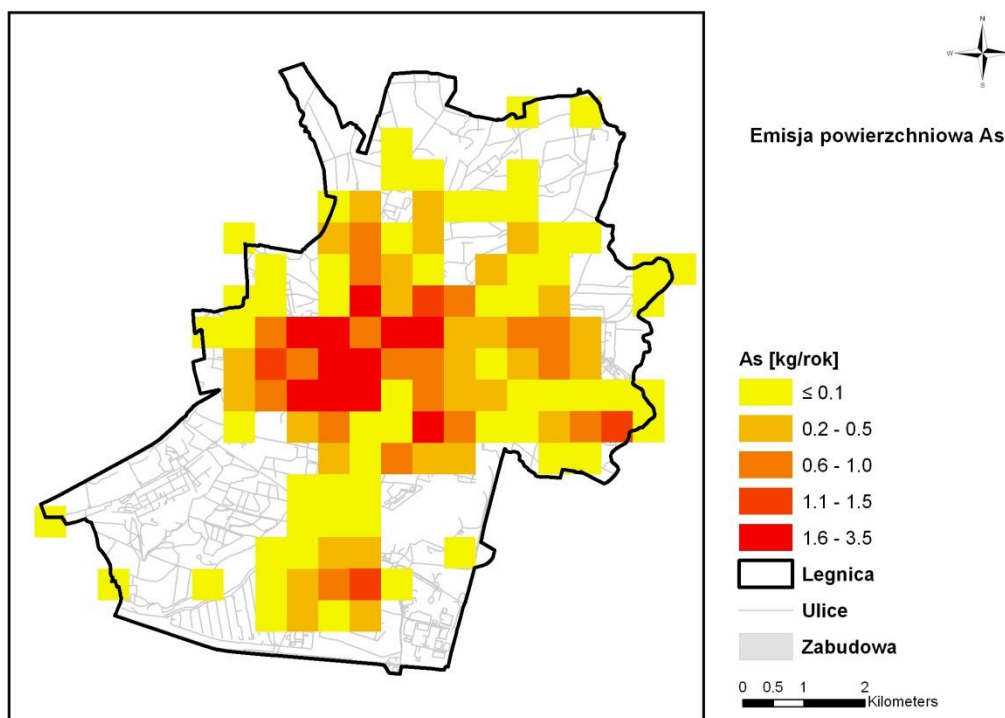 N
W
S
Emisja powierzchniowa As
As [kg/rok]
≤ 0.1
0.2 - 0.5
0.6 - 1.0
1.1 - 1.5
1.6 - 3.5
Legnica
Ulice
Zabudowa
0 0.5 1 2
Kilometers